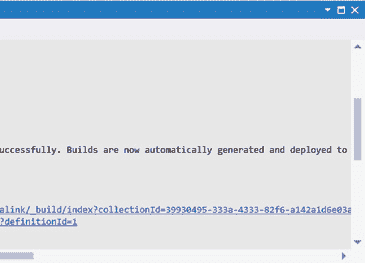 uccessfully. Builds are now automatically generated and deployed to
alink/_build/index?collectionId=39930495-333a-4333-82f6-a142a1d6e03a
?definitionId=1